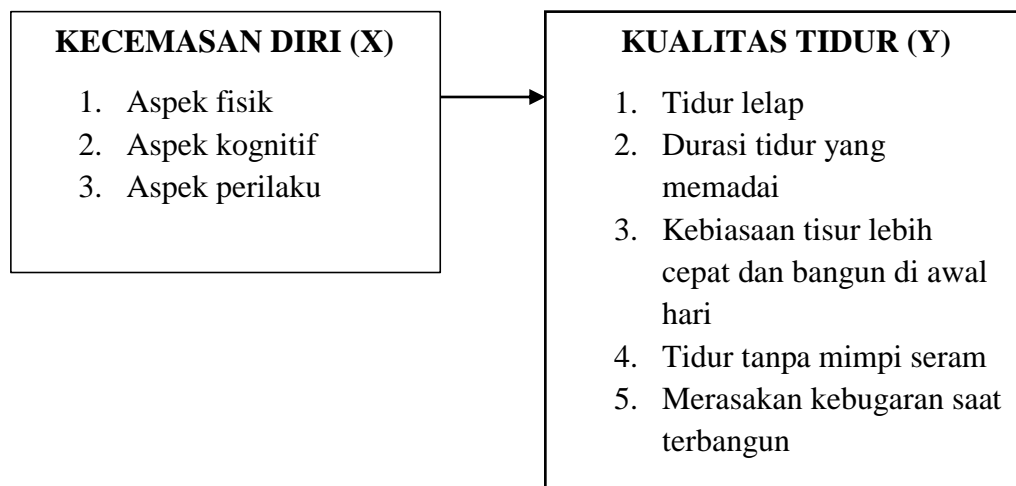 KECEMASAN DIRI (X)
1. Aspek fisik
2. Aspek kognitif
3. Aspek perilaku
KUALITAS TIDUR (Y)
1. Tidur lelap
2. Durasi tidur yang
memadai
3. Kebiasaan tisur lebih
cepat dan bangun di awal
hari
4. Tidur tanpa mimpi seram
5. Merasakan kebugaran saat
terbangun